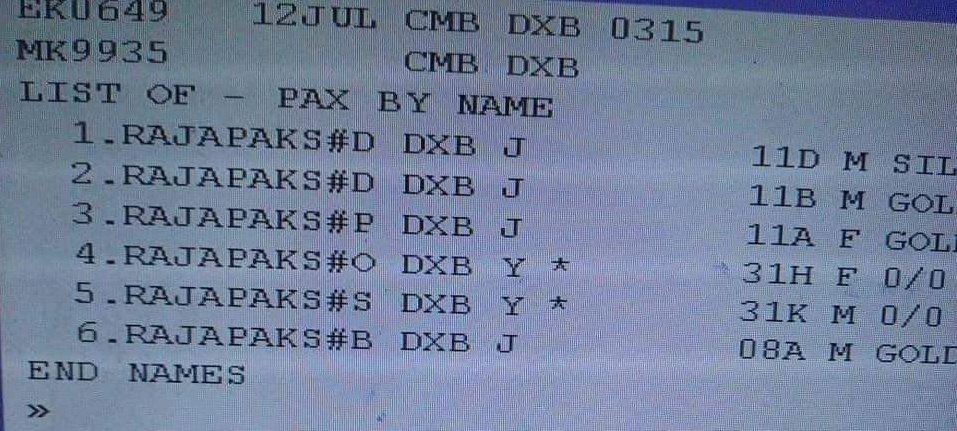 EK0649 12JUL CMB DXB 0315
MK9935 CMB DXB
LIST OF - PAX BY NAME
1.RAJAPAKS#D DXB J 11D M SIL
2.RAJAPAKS#D DXB J 11B M GOL
3.RAJAPAKS#P DXB J 11A F GOL
4.RAJAPAKS#O DXB Y * 31H F 0/0
5.RAJAPAKS#S DXB Y * 31K M 0/0
6.RAJAPAKS#B DXB J 08A M GOLD
END NAMES
»